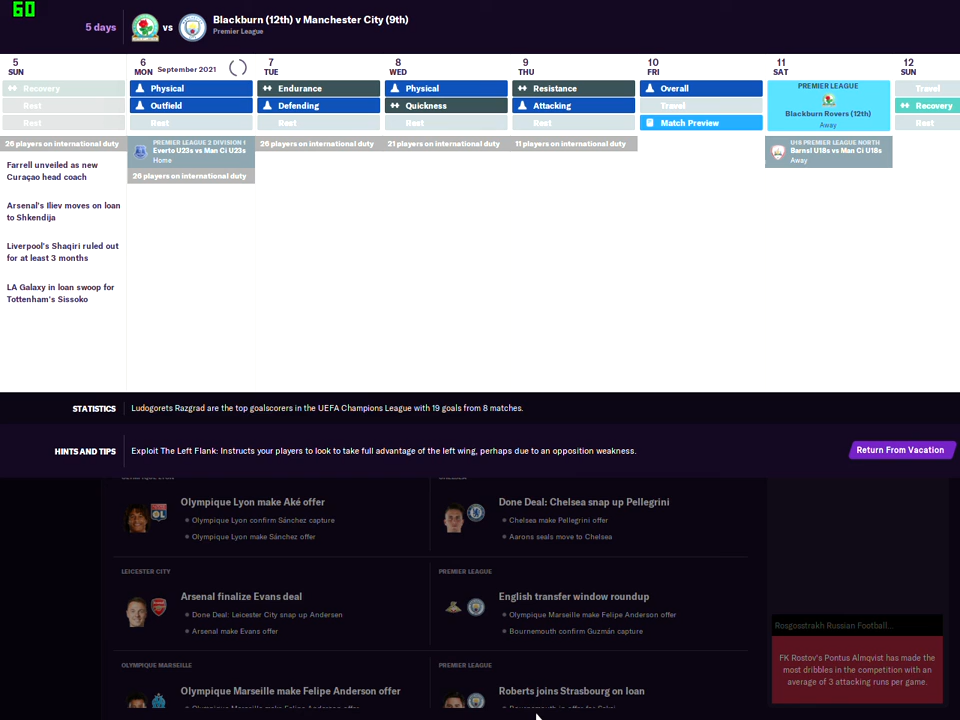 60
5 days
vs
Blackburn (12th) v Manchester City (9th)
Premier League
5
SUN
6
MON September 2021
7
TUE
8
WED
9
THU
10
FRI
11
SAT
12
SUN
Recovery
Rest
Rest
Physical
Outfield
Rest
Endurance
Defending
Rest
Physical
Quickness
Rest
Resistance
Attacking
Rest
Overall
Travel
Match Preview
PREMIER LEAGUE
Blackburn Rovers (12th)
Away
Travel
Recovery
Rest
26 players on international duty
PREMIER LEAGUE 2 DIVISION 1
Everto U23s vs Man Ci U23s
Home
26 players on international duty
26 players on international duty
21 players on international duty
11 players on international duty
U18 PREMIER LEAGUE NORTH
Barnsl U18s vs Man Ci U18s
Away
Farrell unveiled as new
Curaçao head coach
Arsenal's Iliev moves on loan
to Shkendija
Liverpool's Shaqiri ruled out
for at least 3 months
LA Galaxy in loan swoop for
Tottenham's Sissoko
STATISTICS
Ludogorets Razgrad are the top goalscorers in the UEFA Champions League with 19 goals from 8 matches.
HINTS AND TIPS
Exploit The Left Flank: Instructs your players to look to take full advantage of the left wing, perhaps due to an opposition weakness.
Return From Vacation
OLYMPIQUE LYON
Olympique Lyon make Aké offer
Olympique Lyon confirm Sánchez capture
Olympique Lyon make Sánchez offer
CHELSEA
Done Deal: Chelsea snap up Pellegrini
Chelsea make Pellegrini offer
Aarons seals move to Chelsea
LEICESTER CITY
Arsenal finalize Evans deal
Done Deal: Leicester City snap up Andersen
Arsenal make Evans offer
PREMIER LEAGUE
English transfer window roundup
Olympique Marseille make Felipe Anderson offer
Bournemouth confirm Guzmán capture
OLYMPIQUE MARSEILLE
Olympique Marseille make Felipe Anderson offer
Olympique Marseille make Felipe Anderson offer
PREMIER LEAGUE
Roberts joins Strasbourg on loan
Rosgosstrakh Russian Football...
FK Rostov's Pontus Almqvist has made the
most dribbles in the competition with an
average of 3 attacking runs per game.